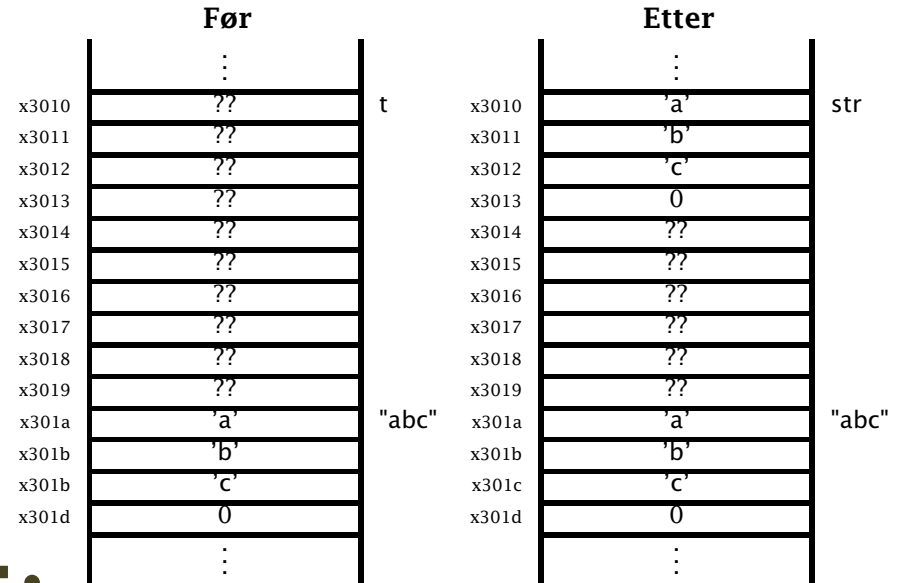 Før Etter
⋮ ⋮
x3010 ?? t x3010 'a' str
x3011 ?? x3011 'b'
x3012 ?? x3012 'c'
x3013 ?? x3013 0
x3014 ?? x3014 ??
x3015 ?? x3015 ??
x3016 ?? x3016 ??
x3017 ?? x3017 ??
x3018 ?? x3018 ??
x3019 ?? x3019 ??
x301a 'a' "abc" x301a 'a' "abc"
x301b 'b' x301b 'b'
x301b 'c' x301c 'c'
x301d 0 x301d 0
⋮ ⋮